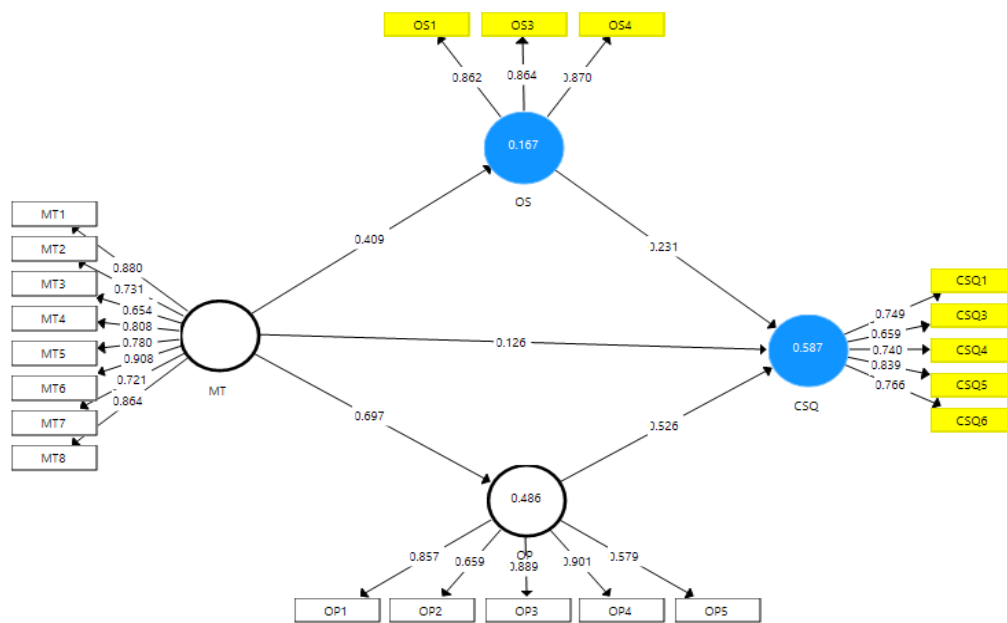 OS1 OS3 OS4
0.862 0.864 0.870
0.167
OS
MT1
MT2
MT3
MT4
MT5
MT6
MT7
MT8
0.880
0.731
0.654
0.808
0.780
0.908
0.721
0.864
MT
0.409
0.231
0.126
0.697
0.526
CSQ1
CSQ3
CSQ4
CSQ5
CSQ6
0.749
0.659
0.740
0.839
0.766
0.587
CSQ
0.486
OP
0.857 0.659 0.889 0.901 0.579
OP1 OP2 OP3 OP4 OP5